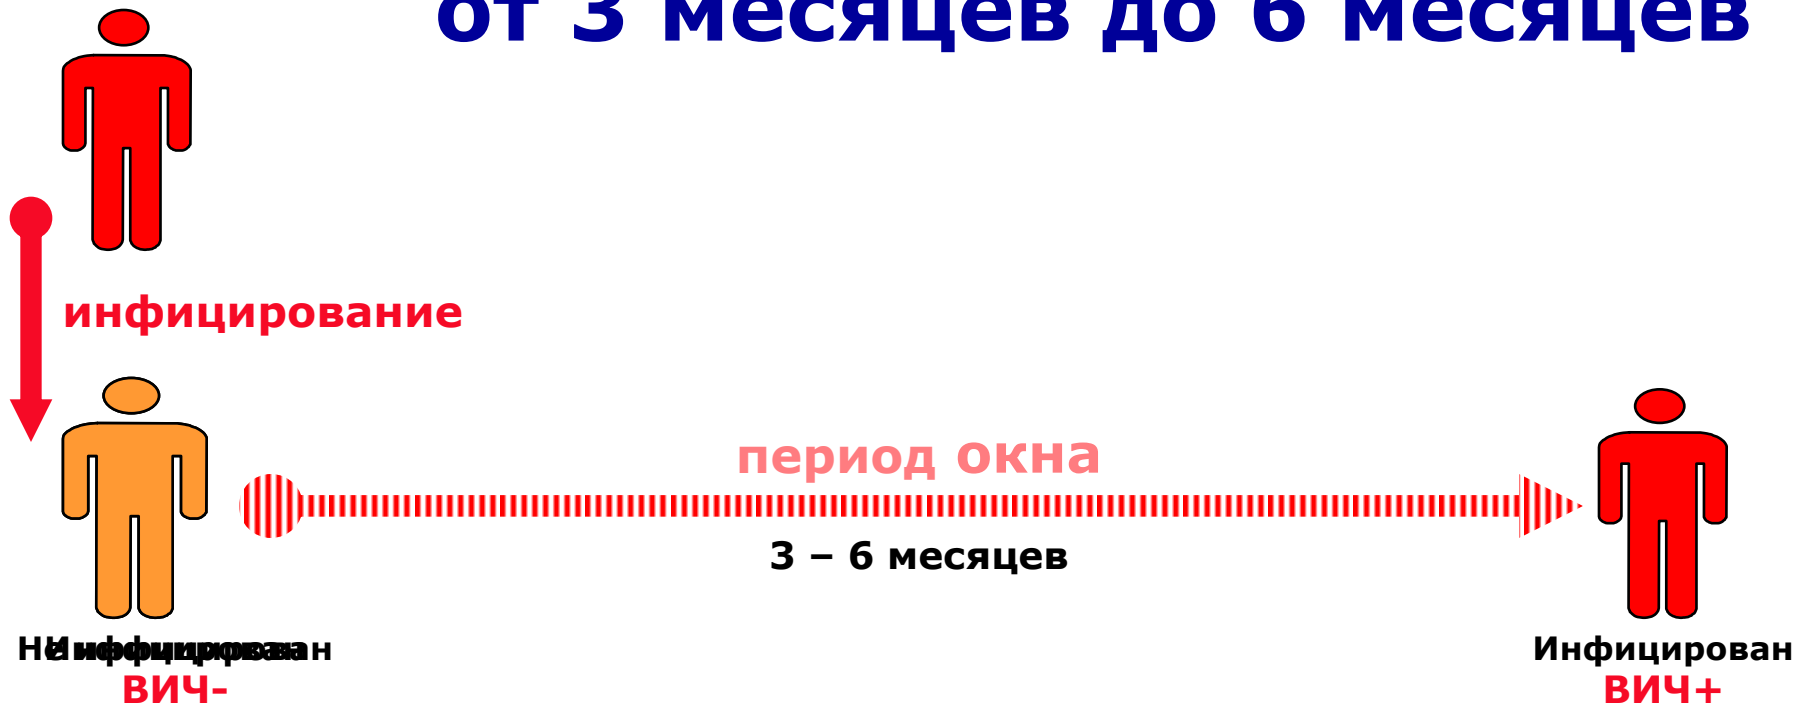 от 3 месяцев до 6 месяцев
инфицирование
период окна
3 – 6 месяцев
Инфицирован
ВИЧ-
ВИЧ+